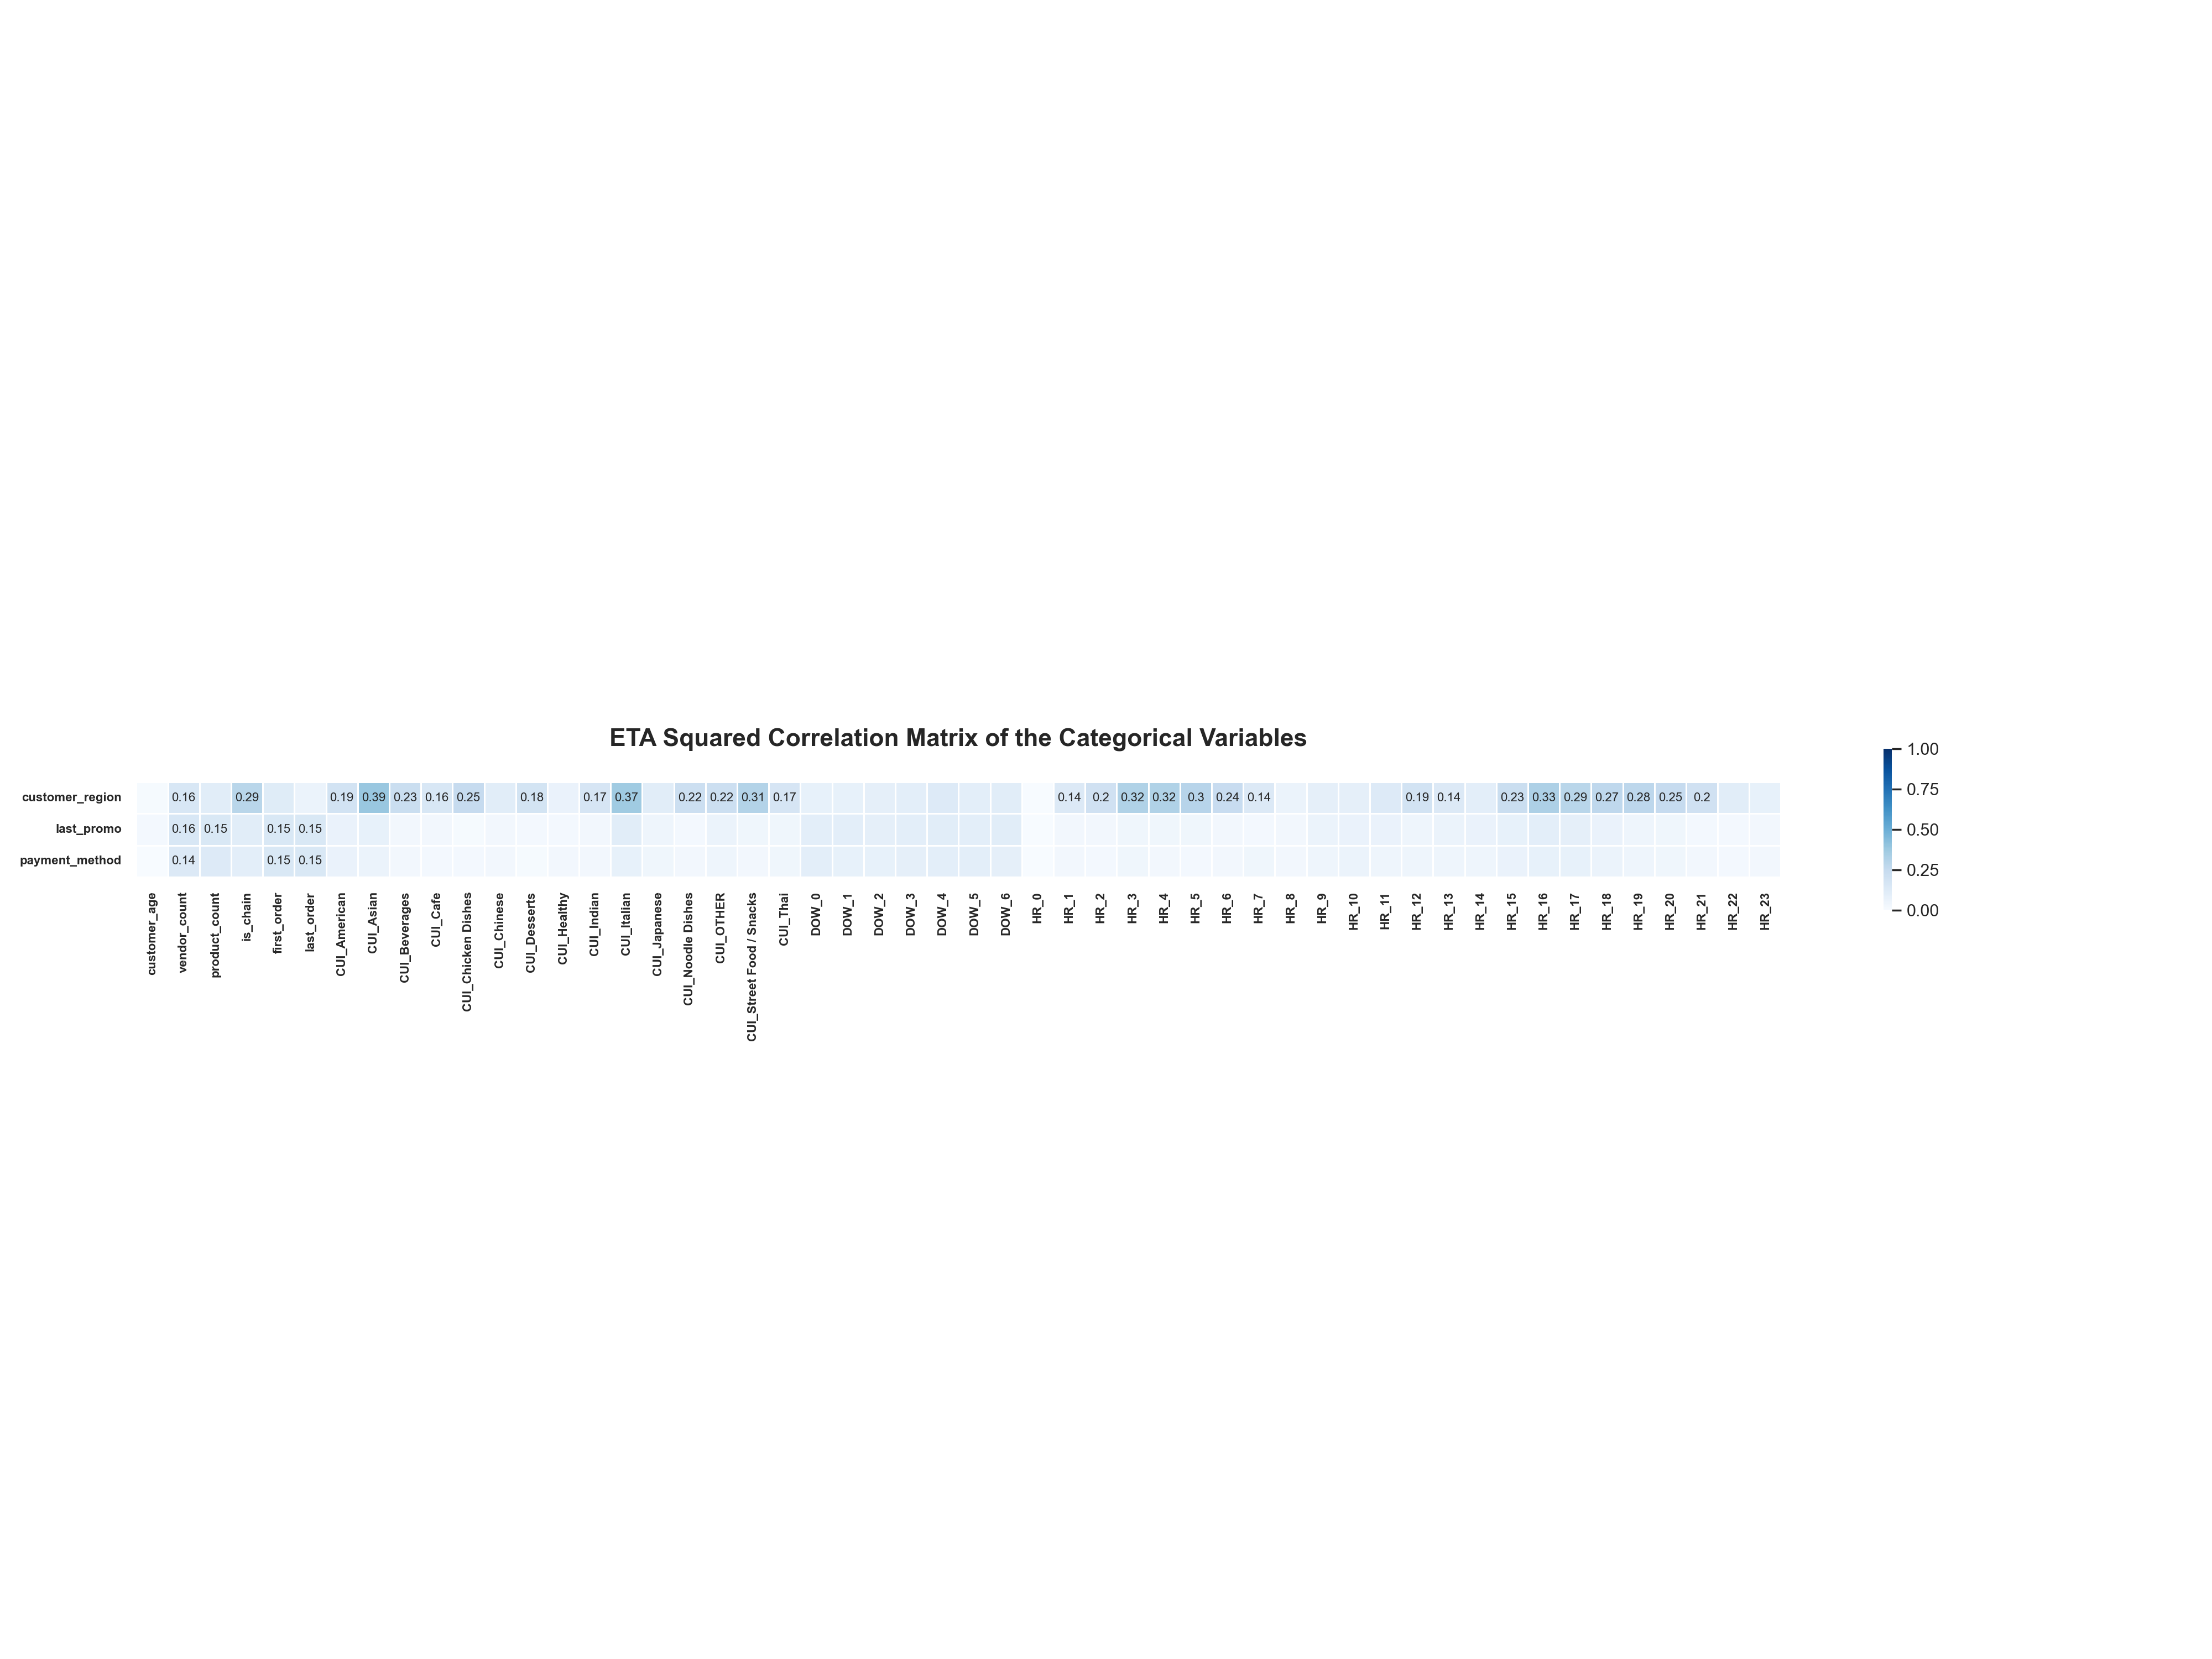 ETA Squared Correlation Matrix of the Categorical Variables
1.00
0.75
0.50
0.25
0.00
customer_region 0.16 0.29 0.19 0.39 0.23 0.16 0.25 0.18 0.17 0.37 0.22 0.22 0.31 0.17 0.14 0.2 0.32 0.32 0.3 0.24 0.14 0.19 0.14 0.23 0.33 0.29 0.27 0.28 0.25 0.2
last_promo 0.16 0.15 0.15 0.15
payment_method 0.14 0.15 0.15
customer_age
vendor_count
product_count
is_chain
first_order
last_order
CUI_American
CUI_Asian
CUI_Beverages
CUI_Cafe
CUI_Chicken Dishes
CUI_Chinese
CUI_Desserts
CUI_Healthy
CUI_Indian
CUI_Italian
CUI_Japanese
CUI_Noodle Dishes
CUI_OTHER
CUI_Street Food / Snacks
CUI_Thai
DOW_0
DOW_1
DOW_2
DOW_3
DOW_4
DOW_5
DOW_6
HR_0
HR_1
HR_2
HR_3
HR_4
HR_5
HR_6
HR_7
HR_8
HR_9
HR_10
HR_11
HR_12
HR_13
HR_14
HR_15
HR_16
HR_17
HR_18
HR_19
HR_20
HR_21
HR_22
HR_23